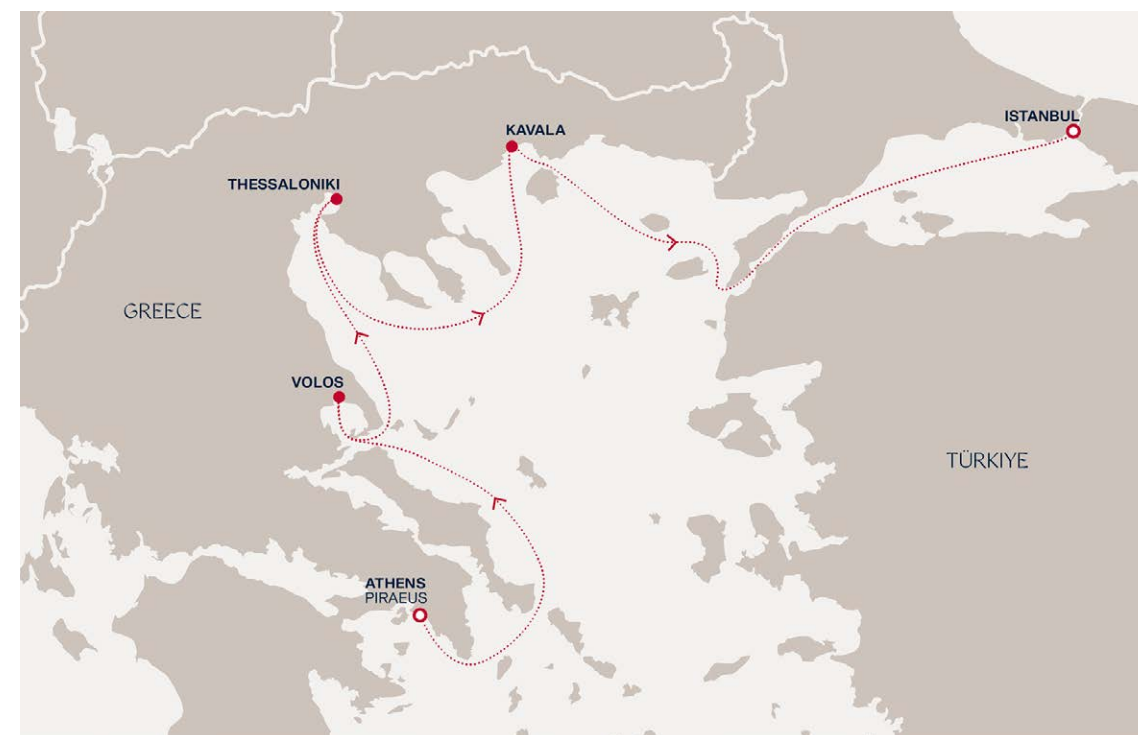 ISTANBUL
KAVALA
THESSALONIKI
GREECE
VOLOS
TÜRKIYE
ATHENS
PIRAEUS